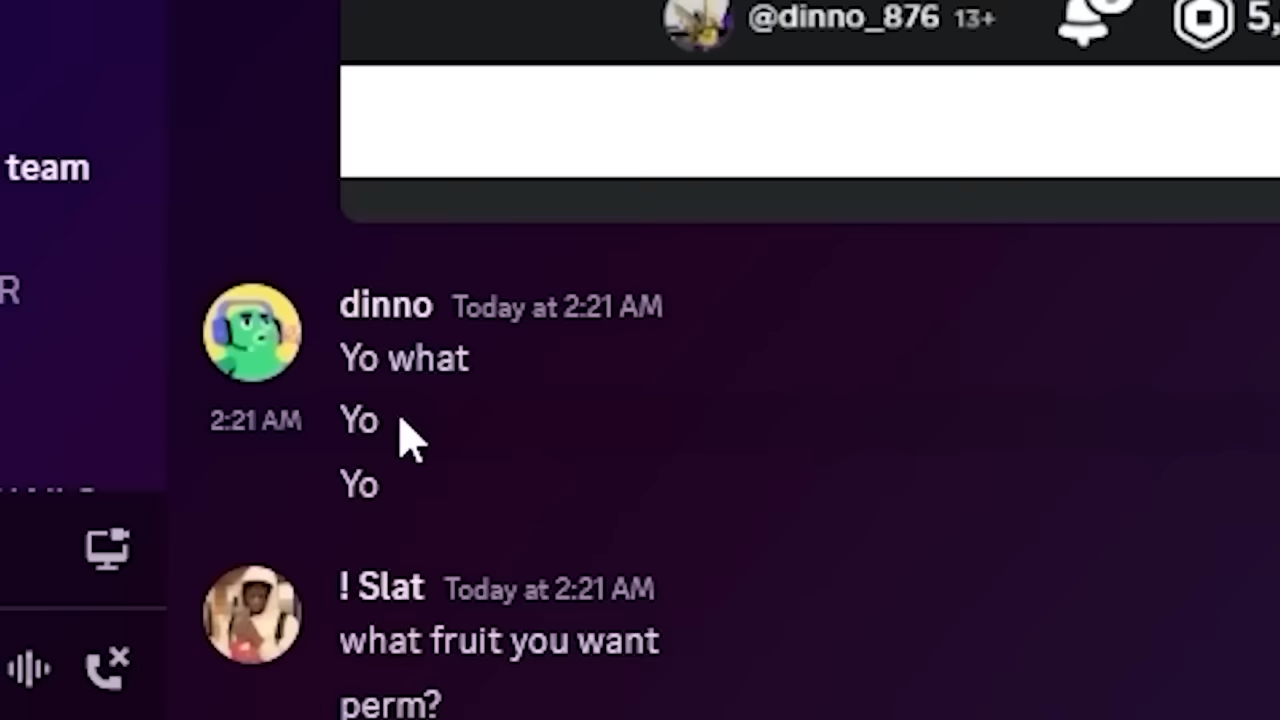 @dinno_876 13+ 5,
team
R
dinno Today at 2:21 AM
Yo what
2:21 AM Yo
Yo
! Slat Today at 2:21 AM
what fruit you want
perm?